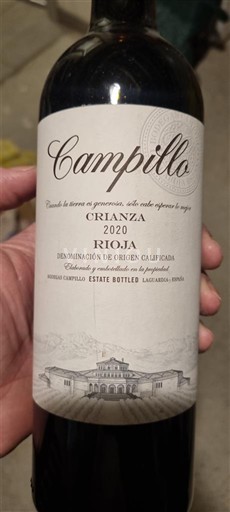 Campillo
Cuando la tierra es generosa, sólo cabe esperar lo mejor
CRIANZA
2020
RIOJA
DENOMINACIÓN DE ORIGEN CALIFICADA
Elaborado y embotellado en la propiedad
BODEGAS CAMPILLO ESTATE BOTTLED LAGUARDIA - ESPAÑA